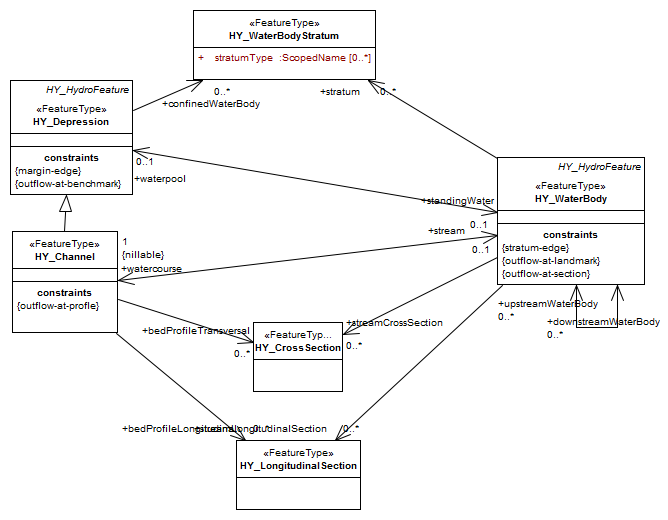 «FeatureType»
HY_WaterBodyStratum
+ stratumType :ScopedName [0..*]
HY_HydroFeature
«FeatureType»
HY_Depression
constraints
{margin-edge}
{outflow-at-benchmark}
0..*
+confinedWaterBody
+stratum
0..*
0..1
+waterpool
HY_HydroFeature
«FeatureType»
HY_WaterBody
constraints
{stratum-edge}
{outflow-at-landmark}
{outflow-at-section}
+standingWater
0..1
+stream
0..1
«FeatureType»
HY_Channel
constraints
{outflow-at-profle}
1
{nillable}
+watercourse
+upstreamWaterBody
0..*
+downstreamWaterBody
0..*
+bedProfileTransversal
0..*
+streamCrossSection
0..*
«FeatureTyp...
HY_CrossSection
+bedProfileLongitudinal
0..*
LongitudinalSection
0..*
«FeatureType»
HY_LongitudinalSection